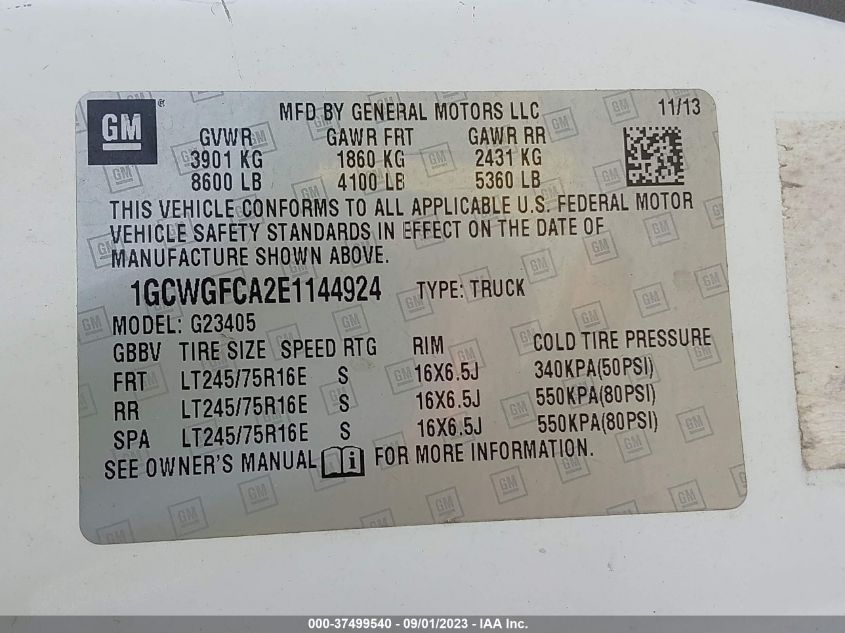 GM ®
MFD BY GENERAL MOTORS LLC 11/13
GVWR GAWR FRT GAWR RR
3901 KG 1860 KG 2431 KG
8600 LB 4100 LB 5360 LB
THIS VEHICLE CONFORMS TO ALL APPLICABLE U.S. FEDERAL MOTOR
VEHICLE SAFETY STANDARDS IN EFFECT ON THE DATE OF
MANUFACTURE SHOWN ABOVE.
1GCWGFCA2E1144924 TYPE: TRUCK
MODEL: G23405
GBBV TIRE SIZE SPEED RTG RIM COLD TIRE PRESSURE
FRT LT245/75R16E S 16X6.5J 340KPA(50PSI)
RR LT245/75R16E S 16X6.5J 550KPA(80PSI)
SPA LT245/75R16E S 16X6.5J 550KPA(80PSI)
SEE OWNER'S MANUAL i FOR MORE INFORMATION.
000-37499540 - 09/01/2023 - IAA Inc.